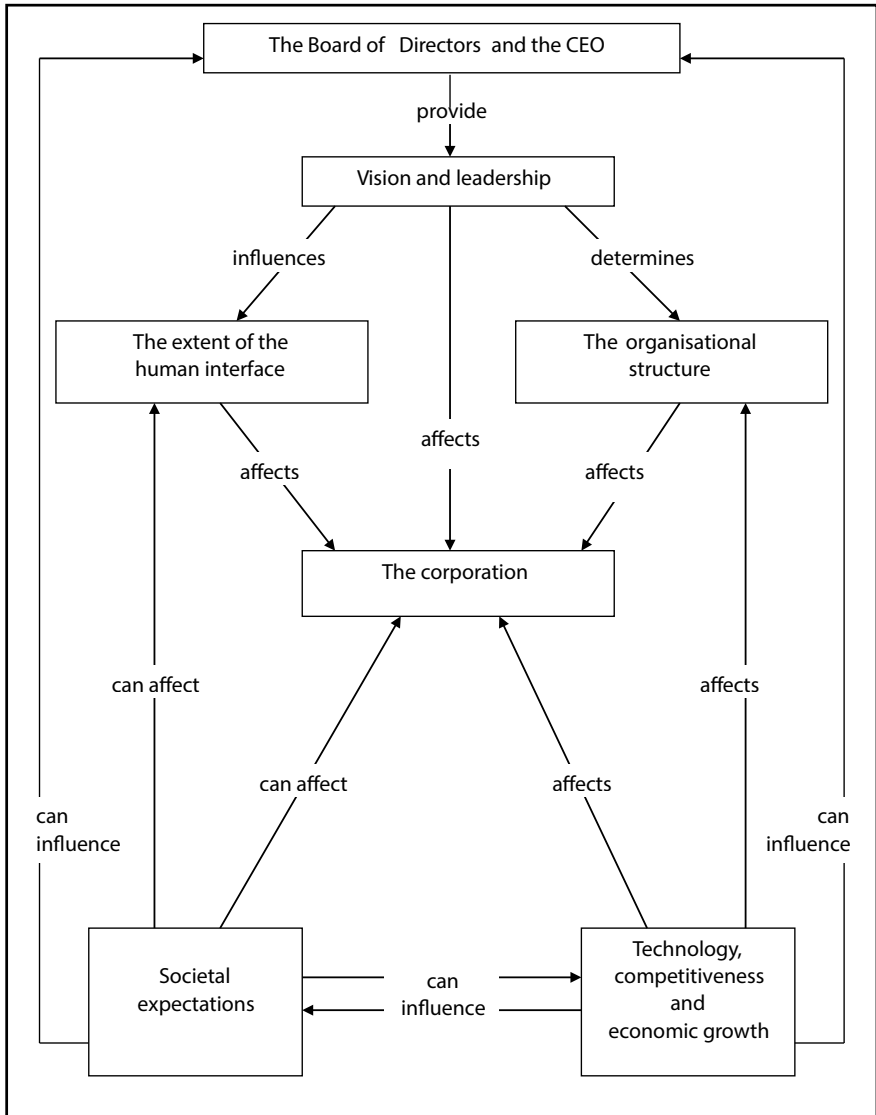 The Board of Directors and the CEO
provide
Vision and leadership
influences
determines
The extent of the
human interface
The organisational
structure
affects
affects
affects
The corporation
can affect
affects
can affect
affects
can
influence
can
influence
Societal
expectations
can
influence
Technology,
competitiveness
and
economic growth